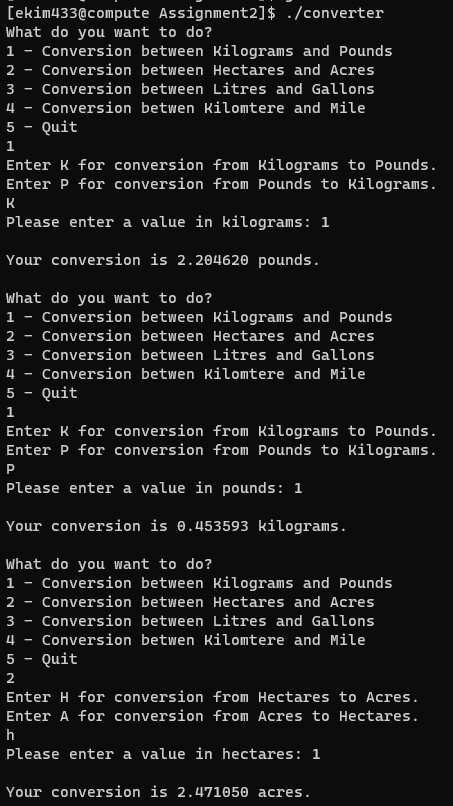 [ekim433@compute Assignment2]$ ./converter
What do you want to do?
1 - Conversion between Kilograms and Pounds
2 - Conversion between Hectares and Acres
3 - Conversion between Litres and Gallons
4 - Conversion betwen Kilomtere and Mile
5 - Quit
1
Enter K for conversion from Kilograms to Pounds.
Enter P for conversion from Pounds to Kilograms.
K
Please enter a value in kilograms: 1
Your conversion is 2.204620 pounds.
What do you want to do?
1 - Conversion between Kilograms and Pounds
2 - Conversion between Hectares and Acres
3 - Conversion between Litres and Gallons
4 - Conversion betwen Kilomtere and Mile
5 - Quit
1
Enter K for conversion from Kilograms to Pounds.
Enter P for conversion from Pounds to Kilograms.
P
Please enter a value in pounds: 1
Your conversion is 0.453593 kilograms.
What do you want to do?
1 - Conversion between Kilograms and Pounds
2 - Conversion between Hectares and Acres
3 - Conversion between Litres and Gallons
4 - Conversion betwen Kilomtere and Mile
5 - Quit
2
Enter H for conversion from Hectares to Acres.
Enter A for conversion from Acres to Hectares.
h
Please enter a value in hectares: 1
Your conversion is 2.471050 acres.